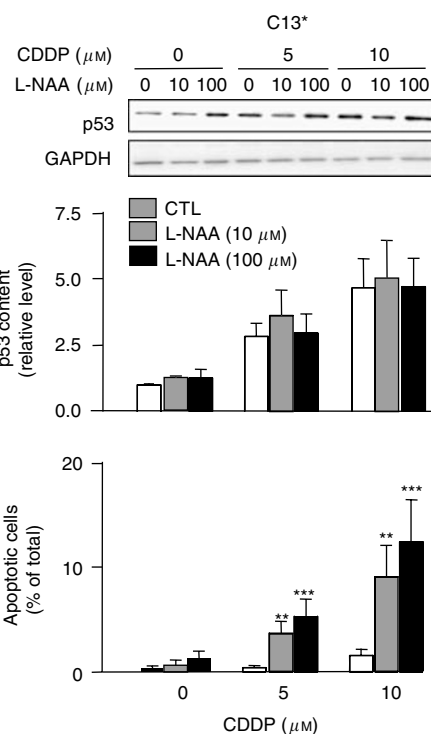 C13*
CDDP (μM) 0 5 10
L-NAA (μM) 0 10 100 0 10 100 0 10 100
p53
GAPDH
7.5
5.0
2.5
0.0
p53 content
(relative level)
CTL
L-NAA (10 μM)
L-NAA (100 μM)
20
10
0
Apoptotic cells
(% of total)
** *** ** ***
0 5 10
CDDP (μM)